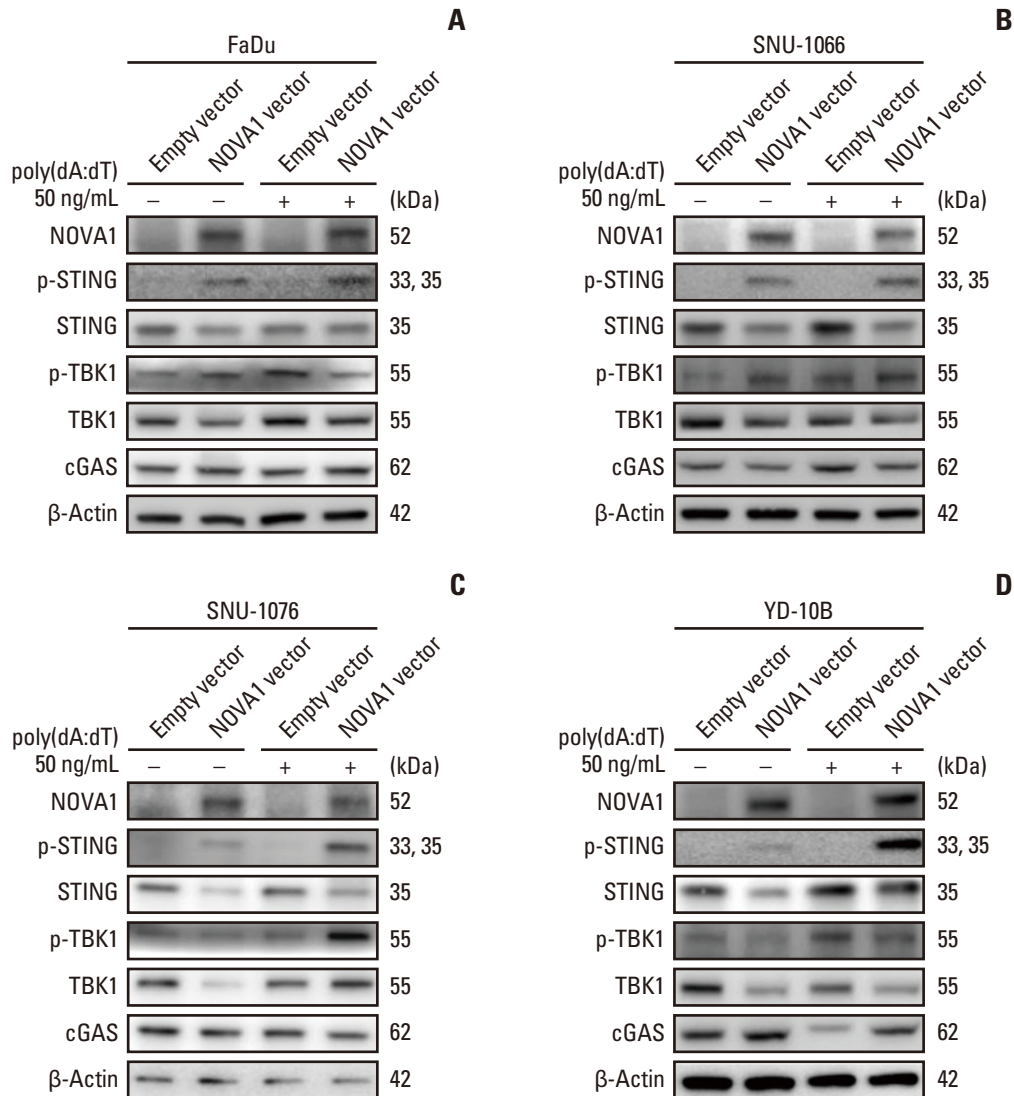 A
FaDu
Empty vector
NOVA1 vector
Empty vector
NOVA1 vector
poly(dA:dT)
50 ng/mL – – + + (kDa)
NOVA1 52
p-STING 33, 35
STING 35
p-TBK1 55
TBK1 55
cGAS 62
β-Actin 42
B
SNU-1066
Empty vector
NOVA1 vector
Empty vector
NOVA1 vector
poly(dA:dT)
50 ng/mL – – + + (kDa)
NOVA1 52
p-STING 33, 35
STING 35
p-TBK1 55
TBK1 55
cGAS 62
β-Actin 42
C
SNU-1076
Empty vector
NOVA1 vector
Empty vector
NOVA1 vector
poly(dA:dT)
50 ng/mL – – + + (kDa)
NOVA1 52
p-STING 33, 35
STING 35
p-TBK1 55
TBK1 55
cGAS 62
β-Actin 42
D
YD-10B
Empty vector
NOVA1 vector
Empty vector
NOVA1 vector
poly(dA:dT)
50 ng/mL – – + + (kDa)
NOVA1 52
p-STING 33, 35
STING 35
p-TBK1 55
TBK1 55
cGAS 62
β-Actin 42